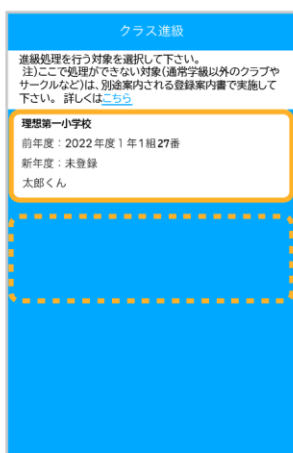 クラス進級
進級処理を行う対象を選択して下さい。
注)ここで処理ができない対象(通常学級以外のクラブや
サークルなど)は、別途案内される登録案内書で実施して
下さい。 詳しくはこちら
理想第一小学校
前年度：2022年度1年1組27番
新年度：未登録
太郎くん